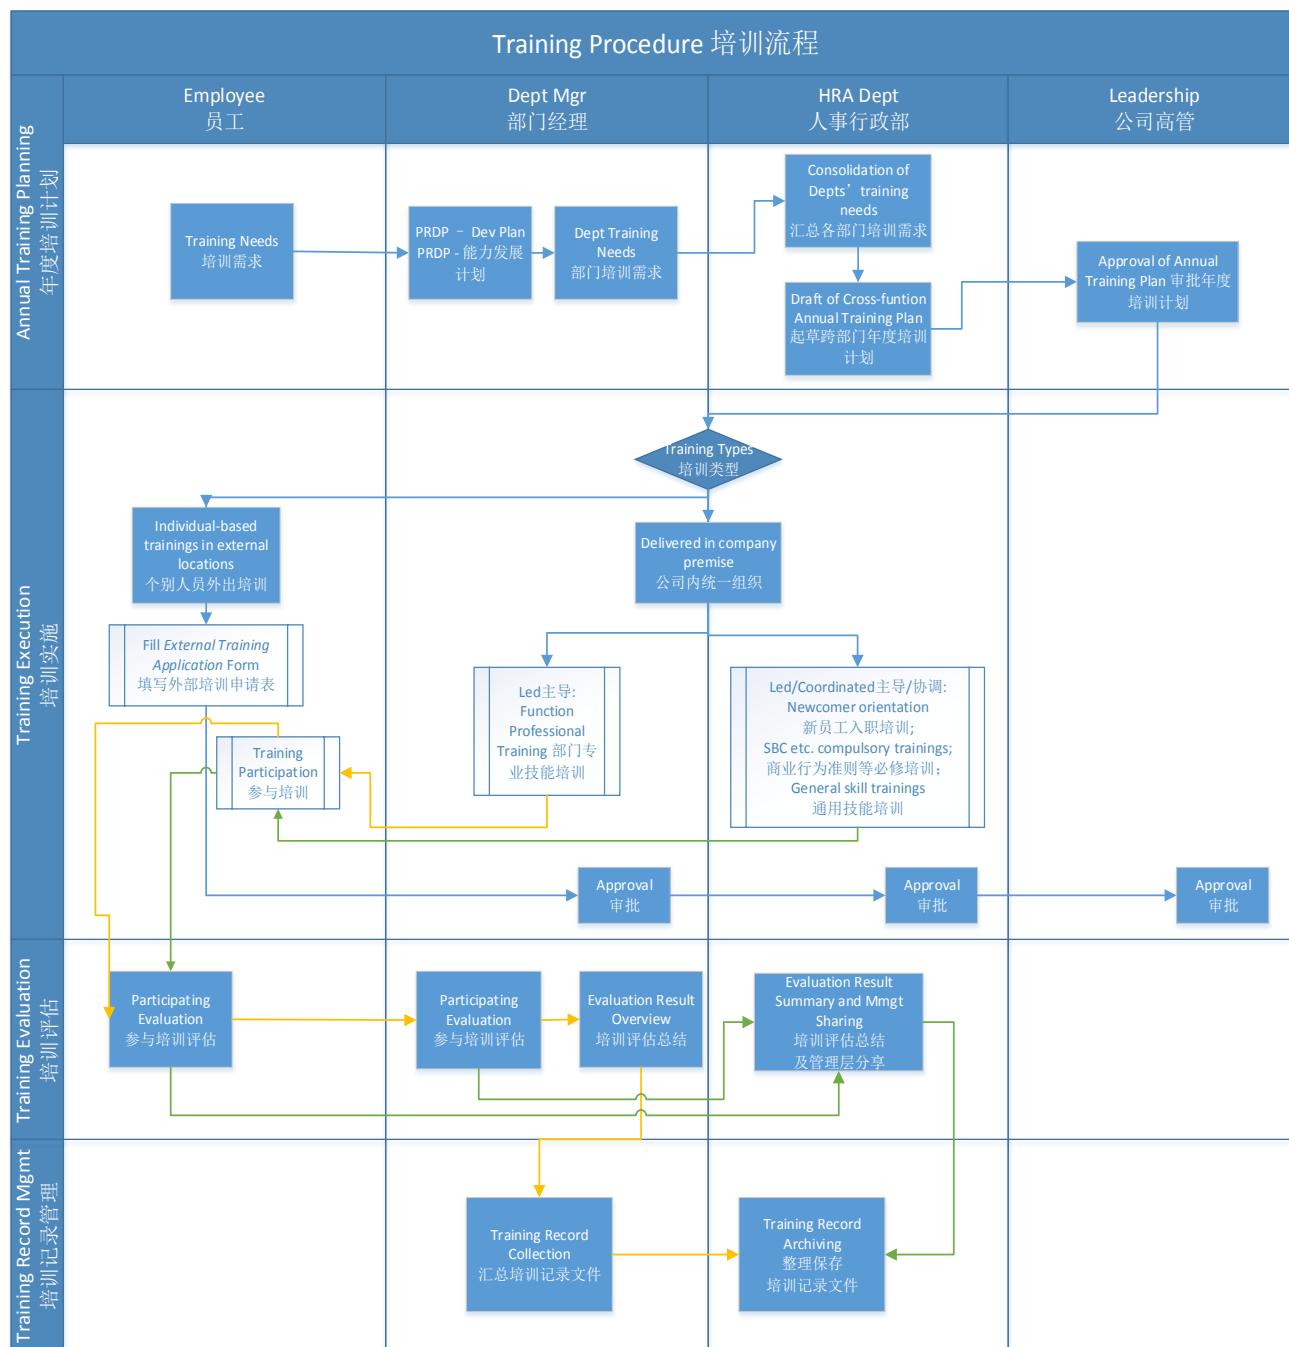 Training Procedure 培训流程
Employee
员工
Dept Mgr
部门经理
HRA Dept
人事行政部
Leadership
公司高管
Annual Training Planning
年度培训计划
Training Needs
培训需求
PRDP – Dev Plan
PRDP - 能力发展
计划
Dept Training
Needs
部门培训需求
Consolidation of
Depts’ training
needs
汇总各部门培训需求
Draft of Cross-funtion
Annual Training Plan
起草跨部门年度培训
计划
Approval of Annual
Training Plan 审批年度
培训计划
Training Execution
培训实施
Training Types
培训类型
Individual-based
trainings in external
locations
个别人员外出培训
Delivered in company
premise
公司内统一组织
Fill External Training
Application Form
填写外部培训申请表
Training
Participation
参与培训
Led主导:
Function
Professional
Training 部门专
业技能培训
Led/Coordinated主导/协调:
Newcomer orientation
新员工入职培训;
SBC etc. compulsory trainings;
商业行为准则等必修培训;
General skill trainings
通用技能培训
Approval
审批
Approval
审批
Approval
审批
Training Evaluation
培训评估
Participating
Evaluation
参与培训评估
Participating
Evaluation
参与培训评估
Evaluation Result
Overview
培训评估总结
Evaluation Result
Summary and Mmgt
Sharing
培训评估总结
及管理层分享
Training Record Mgmt
培训记录管理
Training Record
Collection
汇总培训记录文件
Training Record
Archiving
整理保存
培训记录文件